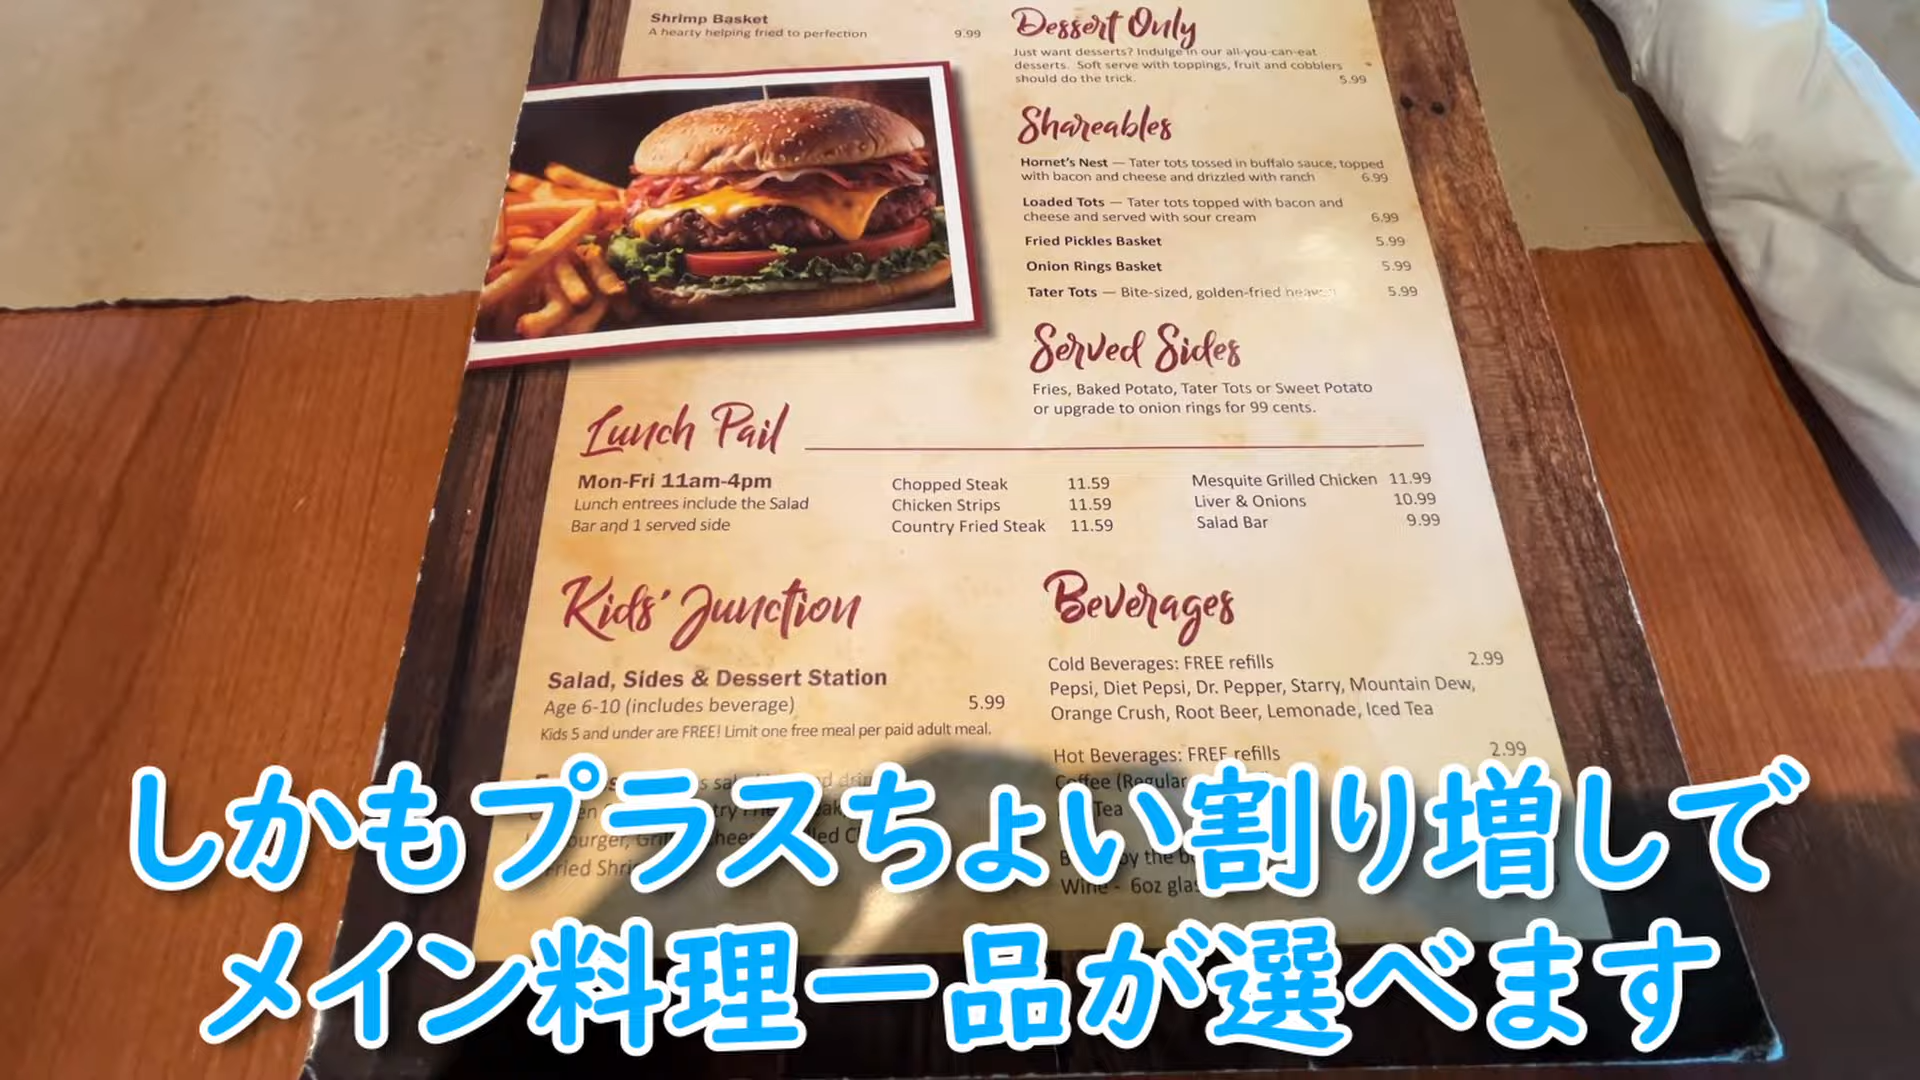 Shrimp Basket
A hearty helping fried to perfection 9.99
Dessert Only
Just want desserts? Indulge in our all-you-can-eat
desserts. Soft serve with toppings, fruit and cobblers
should do the trick. 5.99
Shareables
Hornet's Nest — Tater tots tossed in buffalo sauce, topped
with bacon and cheese and drizzled with ranch 6.99
Loaded Tots — Tater tots topped with bacon and
cheese and served with sour cream 6.99
Fried Pickles Basket 5.99
Onion Rings Basket 5.99
Tater Tots — Bite-sized, golden-fried heaven 5.99
Served Sides
Fries, Baked Potato, Tater Tots or Sweet Potato
or upgrade to onion rings for 99 cents.
Lunch Pail
Mon-Fri 11am-4pm
Lunch entrees include the Salad
Bar and 1 served side
Chopped Steak 11.59
Chicken Strips 11.59
Country Fried Steak 11.59
Mesquite Grilled Chicken 11.99
Liver & Onions 10.99
Salad Bar 9.99
Kids' Junction
Salad, Sides & Dessert Station
Age 6-10 (includes beverage) 5.99
Kids 5 and under are FREE! Limit one free meal per paid adult meal.
Beverages
Cold Beverages: FREE refills 2.99
Pepsi, Diet Pepsi, Dr. Pepper, Starry, Mountain Dew,
Orange Crush, Root Beer, Lemonade, Iced Tea
Hot Beverages: FREE refills 2.99
Coffee (Regular
Tea
by the
Wine - 6oz
しかもプラスちょい割り増しで
メイン料理一品が選べます